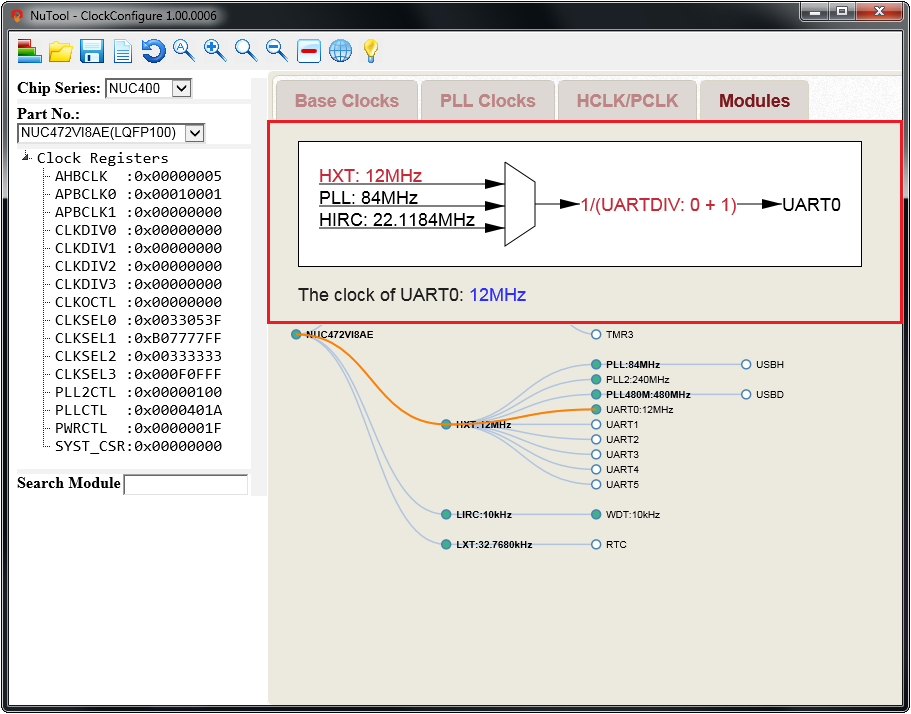 NuTool - ClockConfigure 1.00.0006
Chip Series: NUC400
Part No.:
NUC472VI8AE(LQFP100)
Clock Registers
AHBCLK :0x00000005
APBCLK0 :0x00010001
APBCLK1 :0x00000000
CLKDIV0 :0x00000000
CLKDIV1 :0x00000000
CLKDIV2 :0x00000000
CLKDIV3 :0x00000000
CLKOCTL :0x00000000
CLKSEL0 :0x0033053F
CLKSEL1 :0xB07777FF
CLKSEL2 :0x00333333
CLKSEL3 :0x000F0FFF
PLL2CTL :0x00000100
PLLCTL :0x0000401A
PWRCTL :0x0000001F
SYST_CSR:0x00000000
Search Module
Base Clocks PLL Clocks HCLK/PCLK Modules
HXT: 12MHz
PLL: 84MHz
HIRC: 22.1184MHz
1/(UARTDIV: 0 + 1) UART0
The clock of UART0: 12MHz
NUC472VI8AE TMR3
PLL:84MHz USBH
PLL2:240MHz
PLL480M:480MHz USBD
UART0:12MHz
HXT:12MHz UART1
UART2
UART3
UART4
UART5
LIRC:10kHz WDT:10kHz
LXT:32.7680kHz RTC